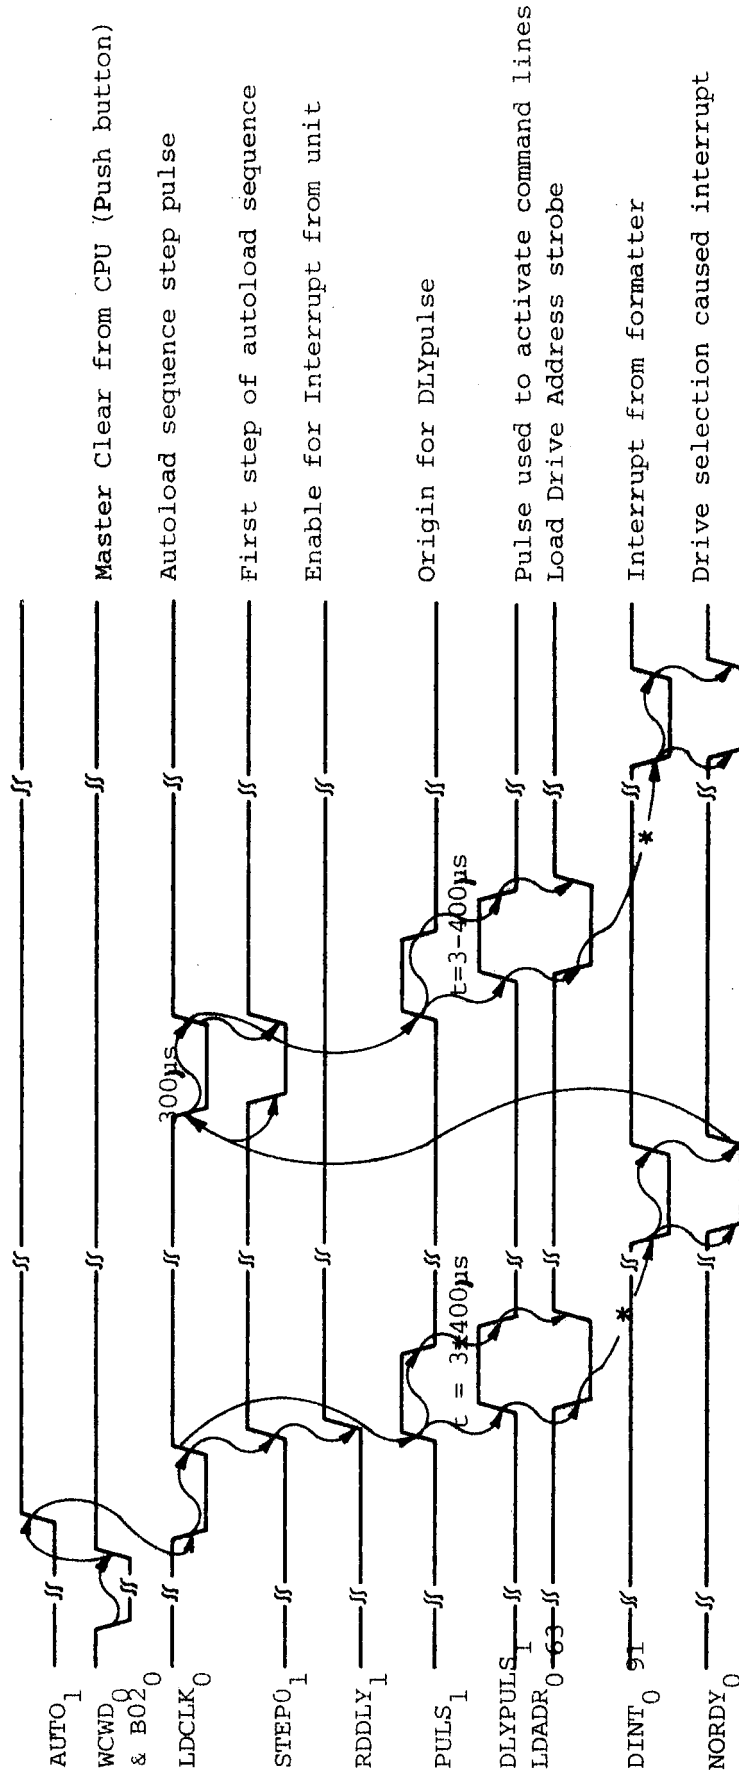 AUTO1
WCWD0 Master Clear from CPU (Push button)
& B020
LDCLK0 300µs Autoload sequence step pulse
STEP01 First step of autoload sequence
RDDLY1 Enable for Interrupt from unit
PULS1 Origin for DLYpulse
t = 3-400µs t=3-400µs
DLYPULS1 Pulse used to activate command lines
LDADR0 63 Load Drive Address strobe
DINT0 91 * * Interrupt from formatter
NORDY0 Drive selection caused interrupt